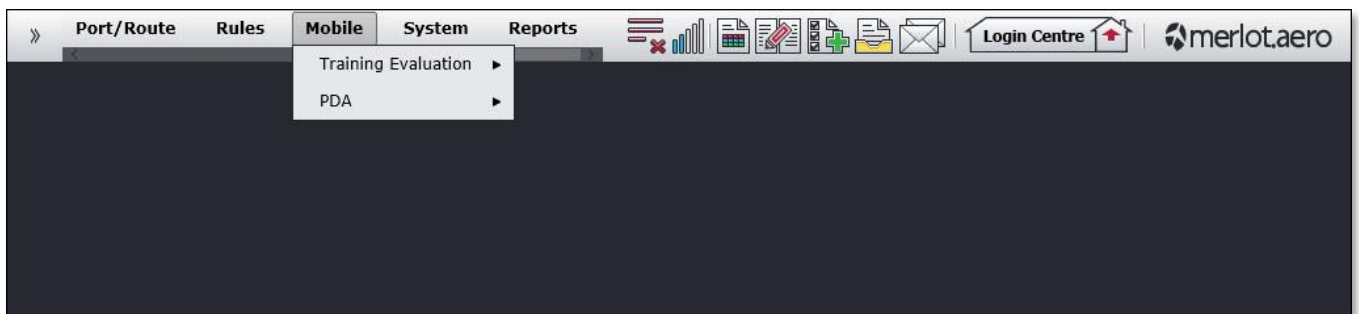 » Port/Route Rules Mobile System Reports Login Centre merlot.aero
Training Evaluation ►
PDA ►